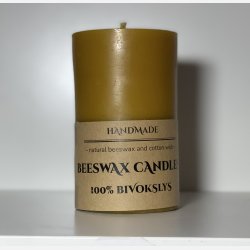 HANDMADE
- natural beeswax and cotton wick -
BEESWAX CANDLE
100% BIVOKSLYS